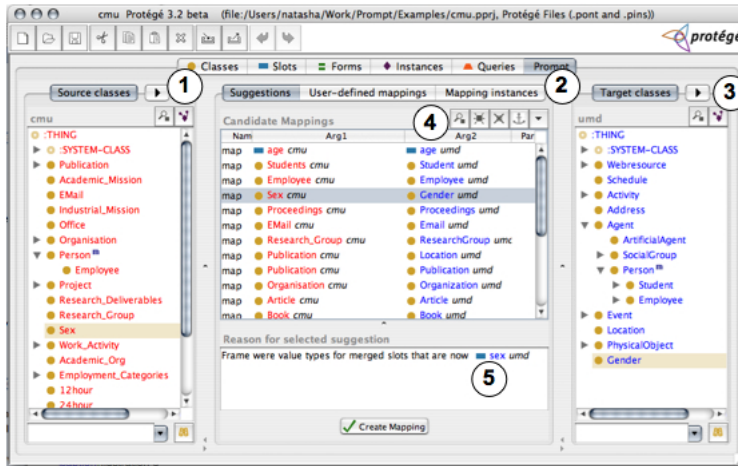 cmu Protégé 3.2 beta (file:/Users/natasha/Work/Prompt/Examples/cmu.pprj, Protégé Files (.pont and .pins))
protégé
Classes Slots Forms Instances Queries Prompt
Source classes
1
cmu
:THING
:SYSTEM-CLASS
Publication
Academic_Mission
EMail
Industrial_Mission
Office
Organisation
Person m
Employee
Project
Research_Deliverables
Research_Group
Sex
Work_Activity
Academic_Org
Employment_Categories
12hour
24hour
Suggestions User-defined mappings Mapping instances
2
Candidate Mappings
4
Nam Arg1 Arg2 Par
map age cmu age umd
map Students cmu Student umd
map Employee cmu Employee umd
map Sex cmu Gender umd
map Proceedings cmu Proceedings umd
map EMail cmu Email umd
map Research_Group cmu ResearchGroup umd
map Publication cmu Location umd
map Publication cmu Publication umd
map Organisation cmu Organization umd
map Article cmu Article umd
map Book cmu Book umd
Reason for selected suggestion
Frame were value types for merged slots that are now sex umd
5
Create Mapping
Target classes
3
umd
:THING
:SYSTEM-CLASS
Webresource
Schedule
Activity
Address
Agent
ArtificialAgent
SocialGroup
Person m
Student
Employee
Event
Location
PhysicalObject
Gender